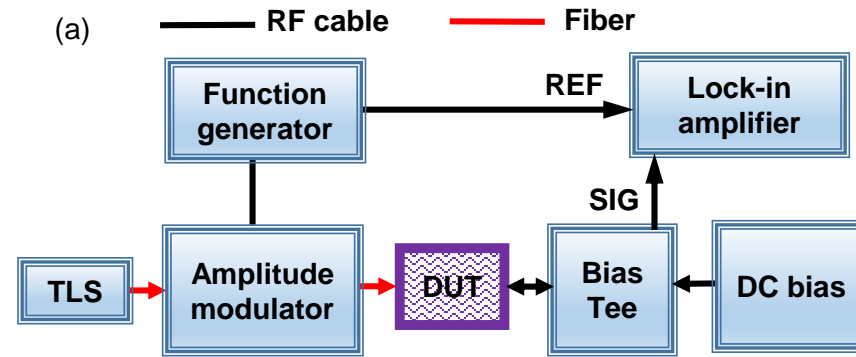 (a)
RF cable
Fiber
Function
generator
REF
Lock-in
amplifier
SIG
TLS
Amplitude
modulator
DUT
Bias
Tee
DC bias